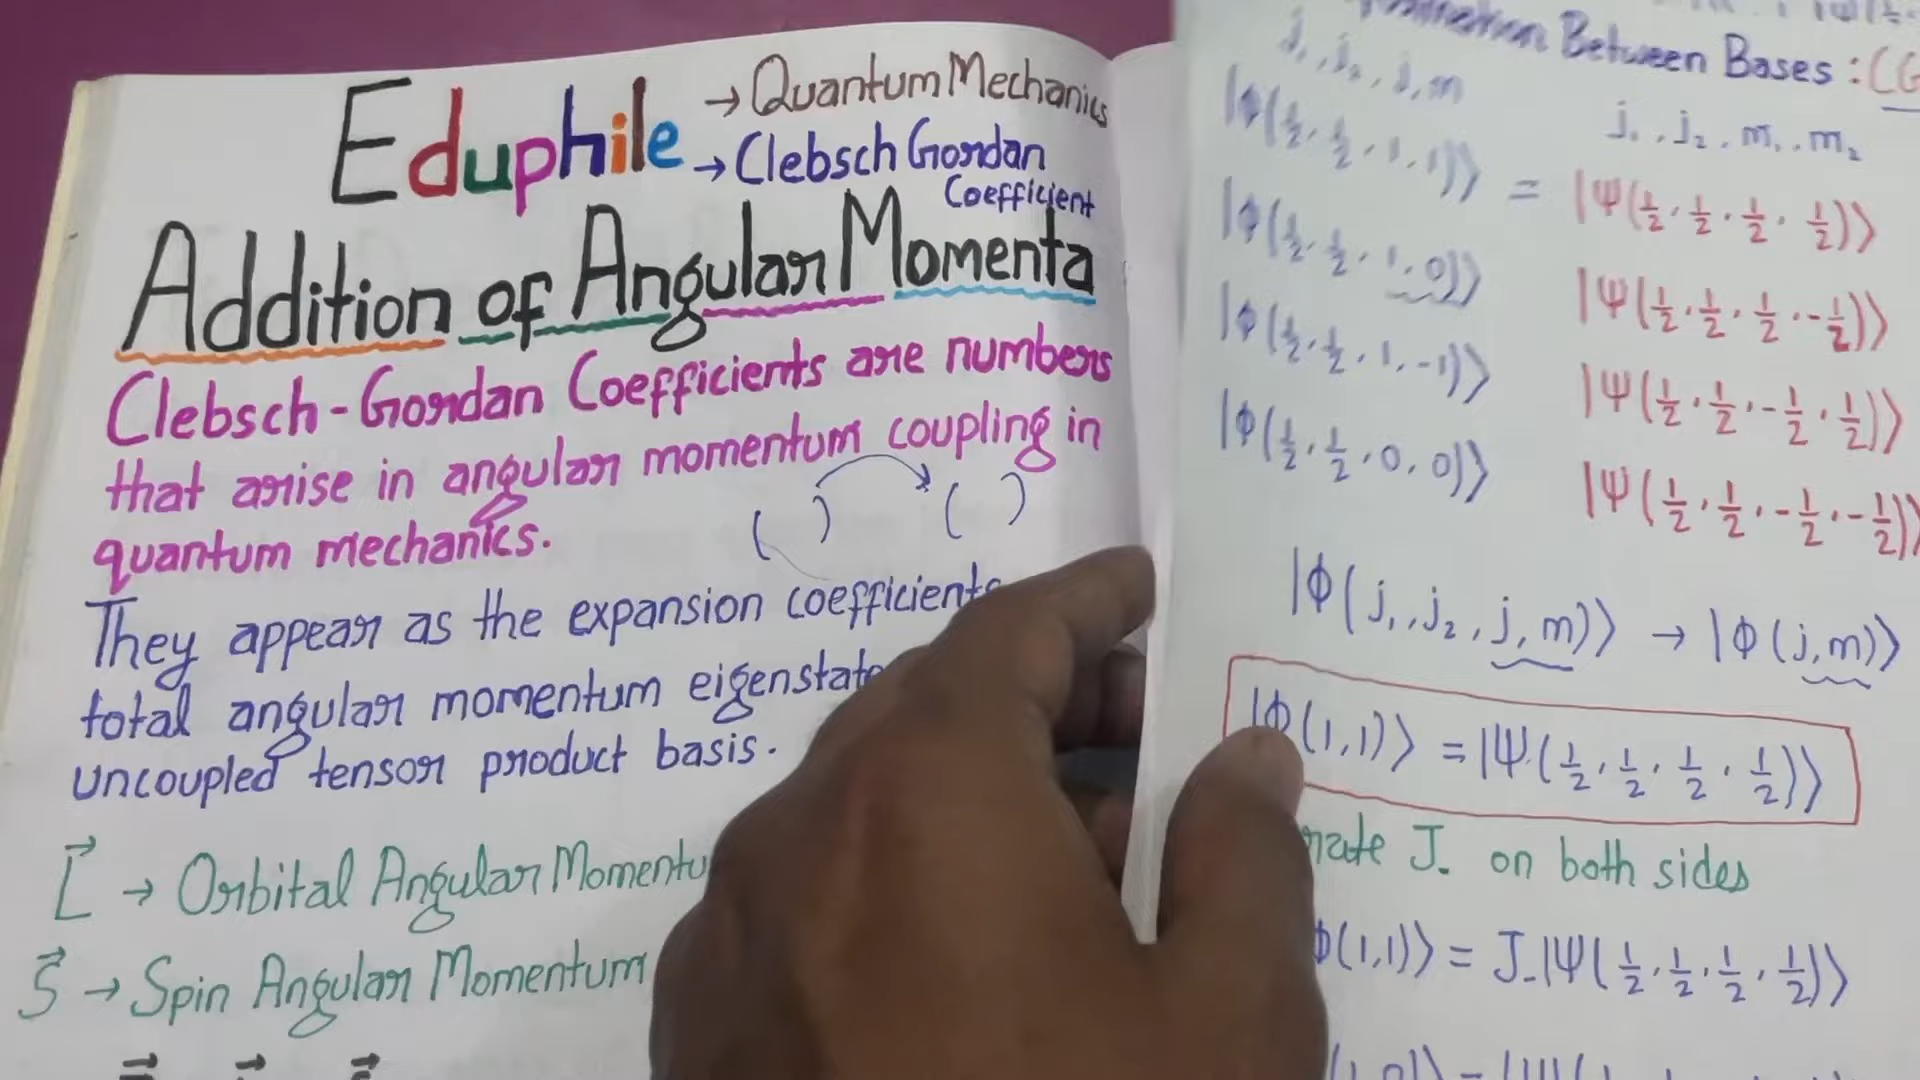 Eduphile → Quantum Mechanics
→ Clebsch Gordan
Coefficient
Addition of Angular Momenta
Clebsch-Gordan Coefficients are numbers
that arise in angular momentum coupling in
quantum mechanics.
( ) ( )
They appear as the expansion coefficients
total angular momentum eigenstate
uncoupled tensor product basis.
L⃗ → Orbital Angular Momentu
S⃗ → Spin Angular Momentum
Between Bases : CG
j₁, j₂, j, m
j₁, j₂, m₁, m₂
|Φ(½, ½, 1, 1)⟩ = |Ψ(½, ½, ½, ½)⟩
|Φ(½, ½, 1, 0)⟩ |Ψ(½, ½, ½, -½)⟩
|Φ(½, ½, 1, -1)⟩ |Ψ(½, ½, -½, ½)⟩
|Φ(½, ½, 0, 0)⟩ |Ψ(½, ½, -½, -½)⟩
|Φ(j₁, j₂, j, m)⟩ → |Φ(j, m)⟩
|Φ(1, 1)⟩ = |Ψ(½, ½, ½, ½)⟩
rate J₋ on both sides
Φ(1,1)⟩ = J₋|Ψ(½, ½, ½, ½)⟩